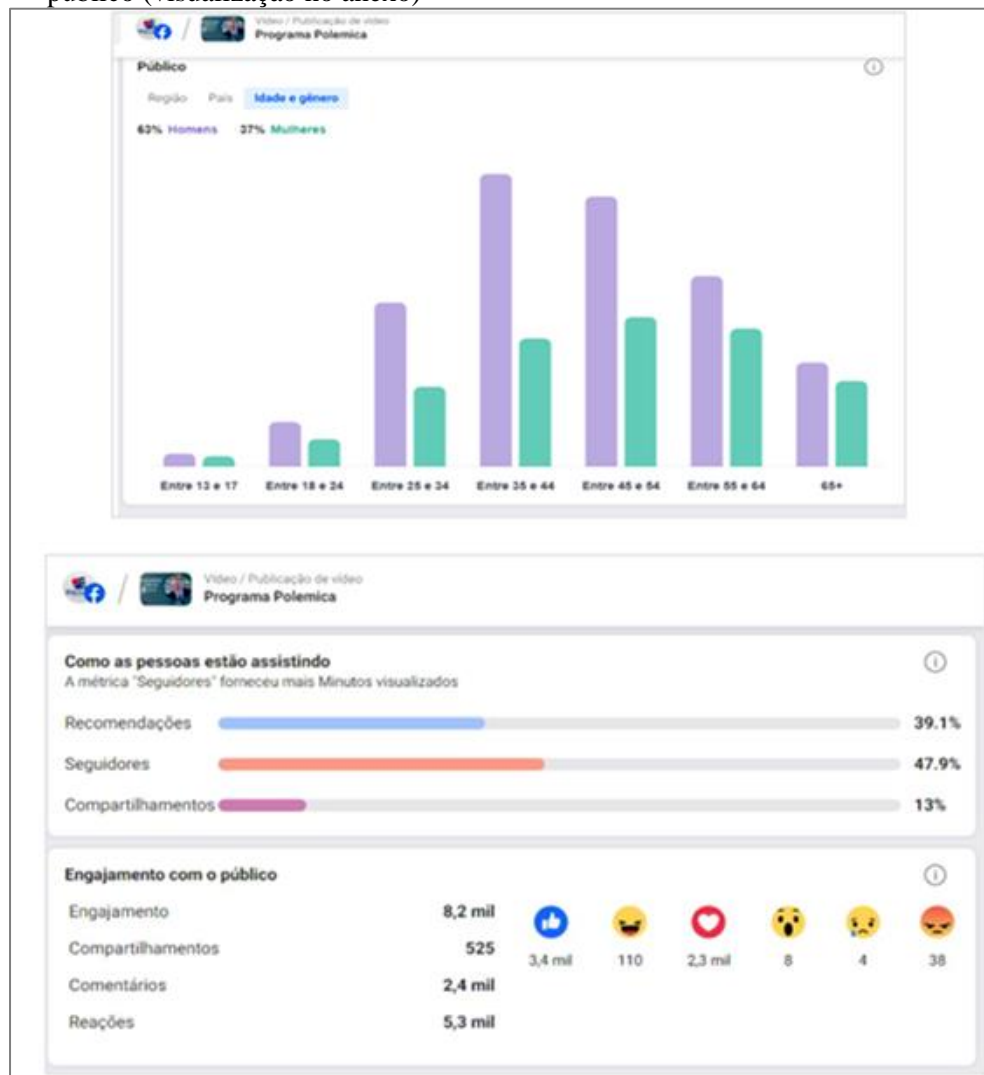 público (visualização no anexo)
Vídeo / Publicação de vídeo
Programa Polemica
Público
Região País Idade e gênero
63% Homens 37% Mulheres
Entre 13 e 17 Entre 18 e 24 Entre 25 e 34 Entre 35 e 44 Entre 45 e 54 Entre 55 e 64 65+
Vídeo / Publicação de vídeo
Programa Polemica
Como as pessoas estão assistindo
A métrica "Seguidores" forneceu mais Minutos visualizados
Recomendações 39.1%
Seguidores 47.9%
Compartilhamentos 13%
Engajamento com o público
Engajamento 8,2 mil
Compartilhamentos 525
3,4 mil 110 2,3 mil 8 4 38
Comentários 2,4 mil
Reações 5,3 mil